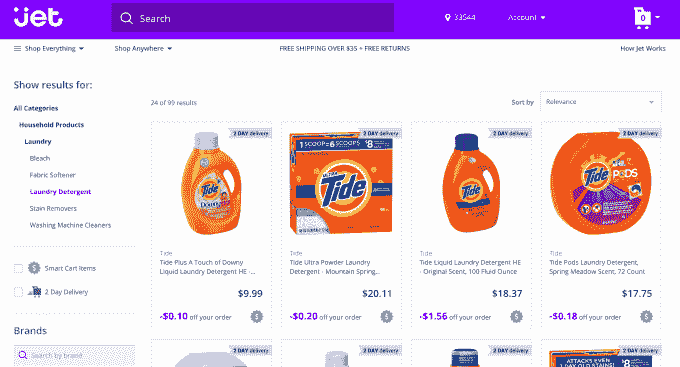 jet
Search
33544
Account
0
Shop Everything
Shop Anywhere
FREE SHIPPING OVER $35 + FREE RETURNS
How Jet Works
Show results for:
All Categories
Household Products
Laundry
Bleach
Fabric Softener
Laundry Detergent
Stain Removers
Washing Machine Cleaners
Smart Cart Items
2 Day Delivery
Brands
Search by brand
24 of 99 results
Sort by
Relevance
2 DAY delivery
Tide
Downy
Tide
Tide Plus A Touch of Downy
Liquid Laundry Detergent HE - ...
$9.99
-$0.10 off your order
2 DAY delivery
1 SCOOP=6 SCOOPS
$8
ULTRA
Tide
Tide
Tide Ultra Powder Laundry
Detergent - Mountain Spring...
$20.11
-$0.20 off your order
2 DAY delivery
Tide
Tide
Tide Liquid Laundry Detergent HE
- Original Scent, 100 Fluid Ounce
$18.37
-$1.56 off your order
2 DAY delivery
Tide
PODS
Tide
Tide Pods Laundry Detergent,
Spring Meadow Scent, 72 Count
$17.75
-$0.18 off your order
2 DAY delivery
2 DAY delivery
2 DAY delivery
2 DAY delivery
ATTACKS EVEN
1 DAY OLD STAINS!
$8